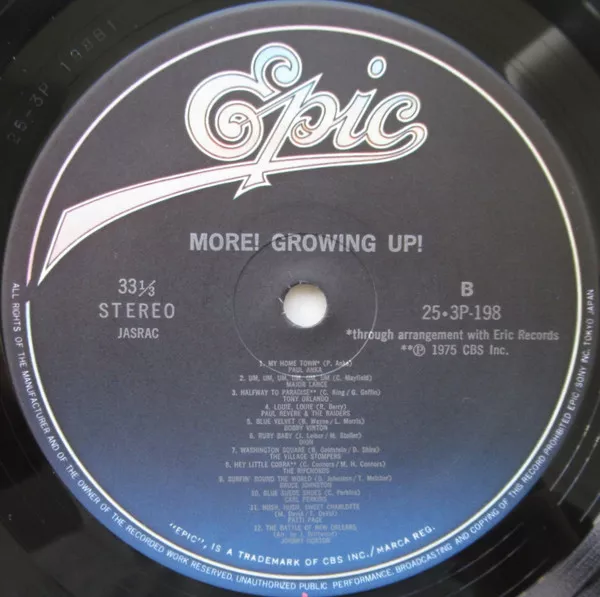 25-3P 198B1
Epic
MORE! GROWING UP!
33⅓
STEREO
JASRAC
B
25•3P-198
*through arrangement with Eric Records
**Ⓟ 1975 CBS Inc.
1. MY HOME TOWN* (P. Anka)
PAUL ANKA
2. UM, UM, UM, UM, UM, UM (C. Mayfield)
MAJOR LANCE
3. HALFWAY TO PARADISE** (C. King/G. Goffin)
TONY ORLANDO
4. LOUIE, LOUIE (R. Berry)
PAUL REVERE & THE RAIDERS
5. BLUE VELVET (B. Wayne/L. Morris)
BOBBY VINTON
6. RUBY BABY (J. Leiber/M. Stoller)
DION
7. WASHINGTON SQUARE (B. Goldstein/D. Shire)
THE VILLAGE STOMPERS
8. HEY LITTLE COBRA** (C. Connors/M. H. Connors)
THE RIPCHORDS
9. SURFIN' ROUND THE WORLD (B. Johnston/T. Melcher)
BRUCE JOHNSTON
10. BLUE SUEDE SHOES (C. Perkins)
CARL PERKINS
11. HUSH, HUSH, SWEET CHARLOTTE
PATTI PAGE
12. THE BATTLE OF NEW ORLEANS
JOHNNY HORTON
"EPIC", IS A TRADEMARK OF CBS INC./MARCA REG.
ALL RIGHTS OF THE MANUFACTURER AND OF THE OWNER OF THE RECORDED WORK RESERVED, UNAUTHORIZED PUBLIC PERFORMANCE, BROADCASTING AND COPYING OF THIS RECORD PROHIBITED EPIC/SONY INC. TOKYO JAPAN